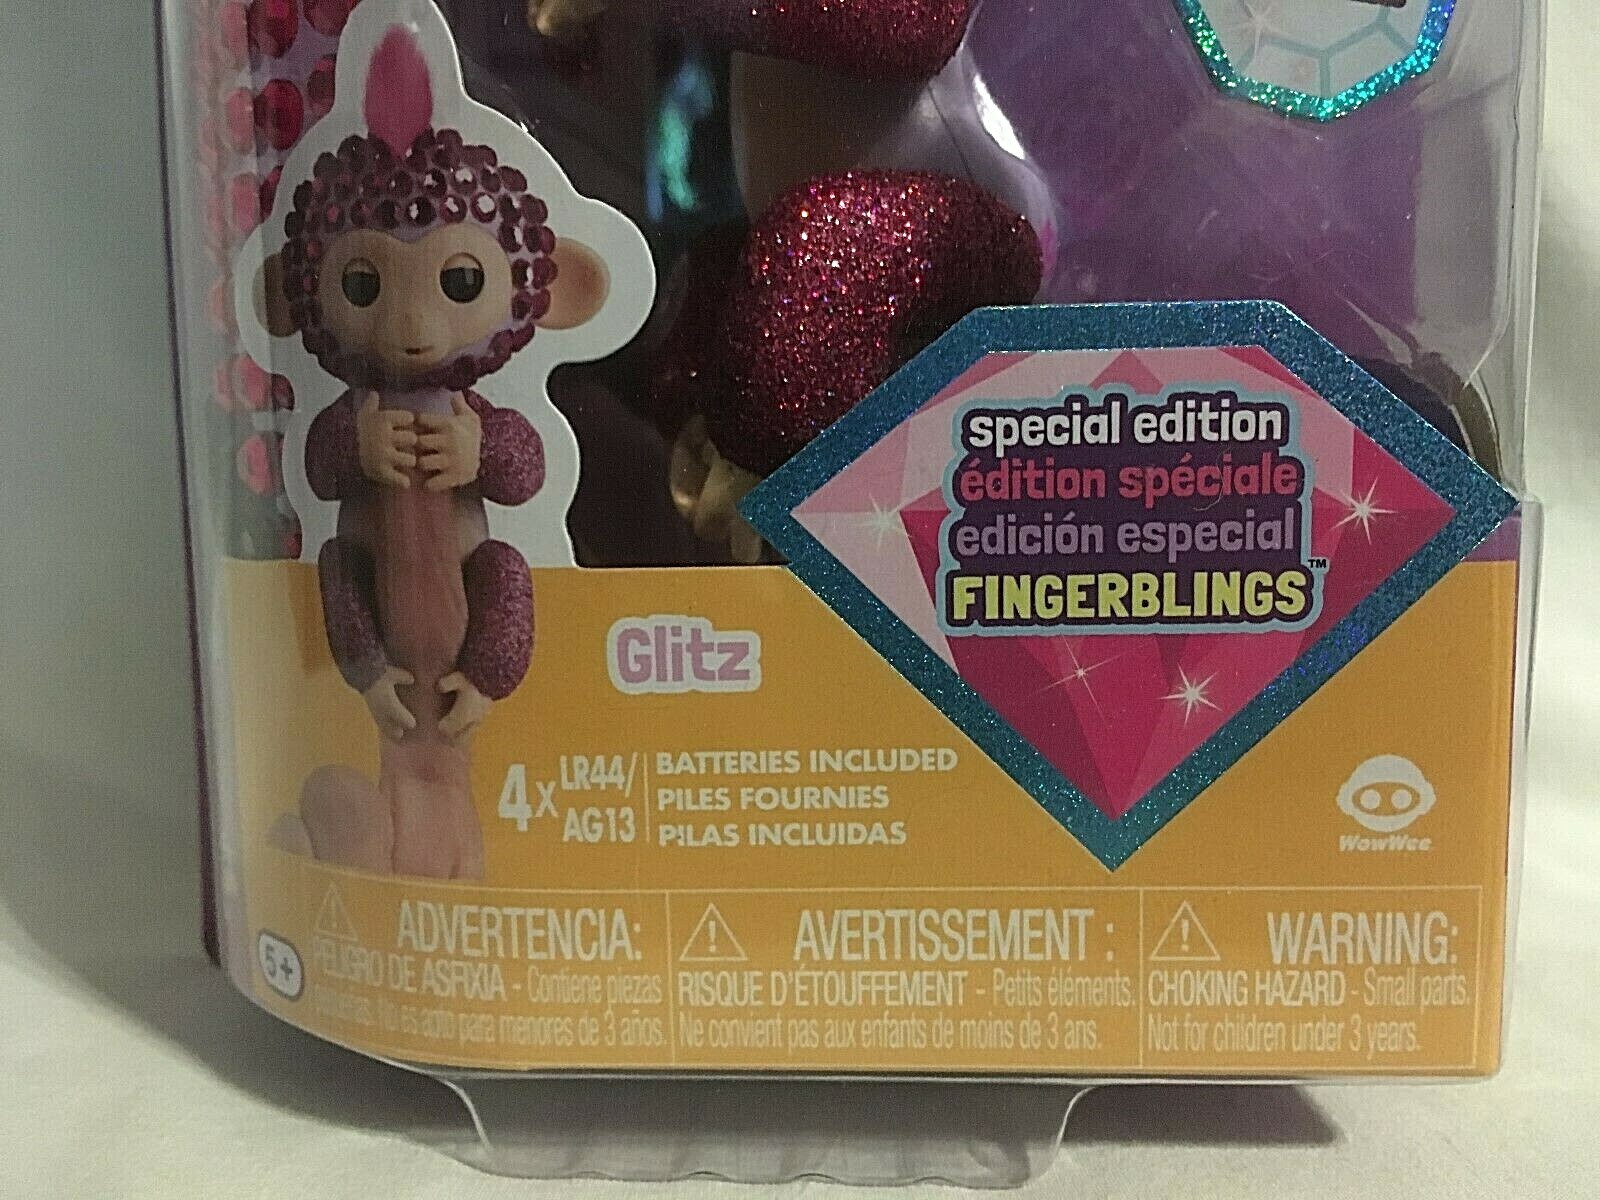 special edition
édition spéciale
edición especial
FINGERBLINGS™
Glitz
4x LR44/
AG13
BATTERIES INCLUDED
PILES FOURNIES
PILAS INCLUIDAS
WowWee
5+
ADVERTENCIA:
PELIGRO DE ASFIXIA - Contiene piezas
No es apto para menores de 3 años.
AVERTISSEMENT :
RISQUE D'ÉTOUFFEMENT - Petits éléments.
Ne convient pas aux enfants de moins de 3 ans.
WARNING:
CHOKING HAZARD - Small parts.
Not for children under 3 years.